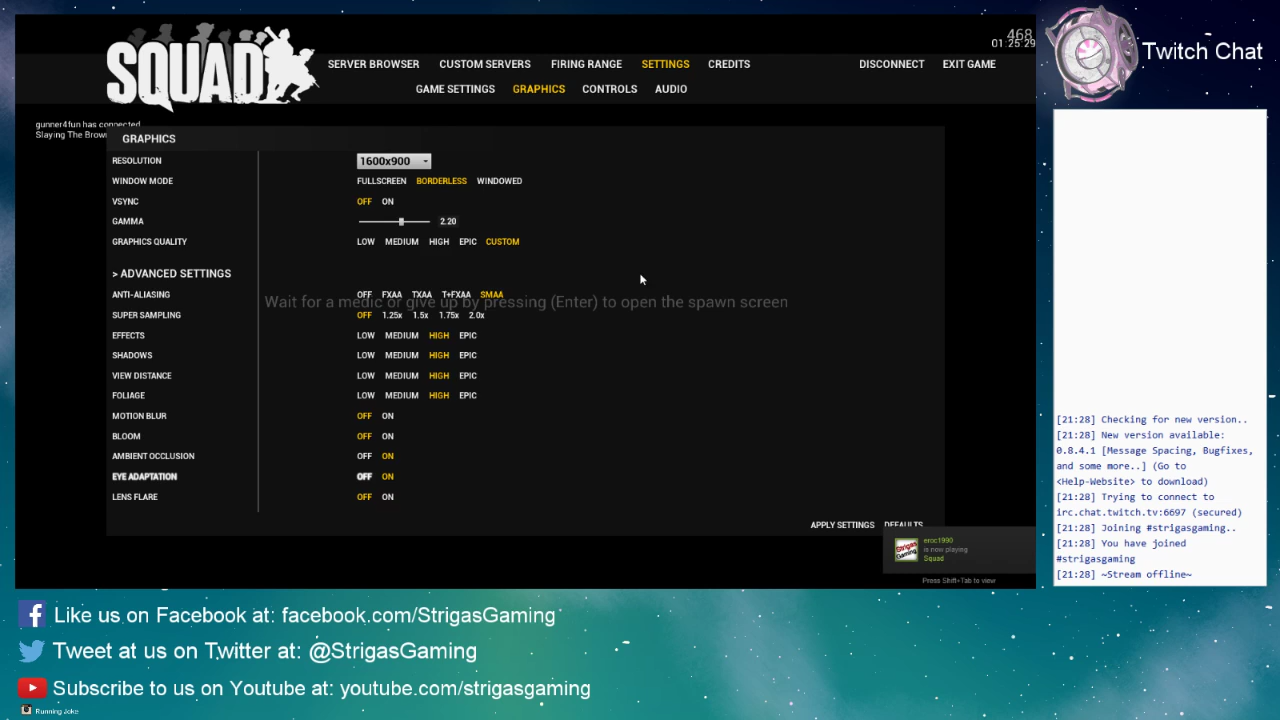 SQUAD
SERVER BROWSER CUSTOM SERVERS FIRING RANGE SETTINGS CREDITS DISCONNECT EXIT GAME
468
01:25:29
GAME SETTINGS GRAPHICS CONTROLS AUDIO
gunner4fun has connected
Slaying The Brow
GRAPHICS
RESOLUTION 1600x900
WINDOW MODE FULLSCREEN BORDERLESS WINDOWED
VSYNC OFF ON
GAMMA 2.20
GRAPHICS QUALITY LOW MEDIUM HIGH EPIC CUSTOM
> ADVANCED SETTINGS
ANTI-ALIASING OFF FXAA TXAA T+FXAA SMAA
Wait for a medic or give up by pressing (Enter) to open the spawn screen
SUPER SAMPLING OFF 1.25x 1.5x 1.75x 2.0x
EFFECTS LOW MEDIUM HIGH EPIC
SHADOWS LOW MEDIUM HIGH EPIC
VIEW DISTANCE LOW MEDIUM HIGH EPIC
FOLIAGE LOW MEDIUM HIGH EPIC
MOTION BLUR OFF ON
BLOOM OFF ON
AMBIENT OCCLUSION OFF ON
EYE ADAPTATION OFF ON
LENS FLARE OFF ON
APPLY SETTINGS DEFAULTS
Strigas
Gaming
eroc1990
is now playing
Squad
Press Shift+Tab to view
Twitch Chat
[21:28] Checking for new version..
[21:28] New version available:
0.8.4.1 [Message Spacing, Bugfixes,
and some more..] (Go to
<Help-Website> to download)
[21:28] Trying to connect to
irc.chat.twitch.tv:6697 (secured)
[21:28] Joining #strigasgaming..
[21:28] You have joined
#strigasgaming
[21:28] ~Stream offline~
Like us on Facebook at: facebook.com/StrigasGaming
Tweet at us on Twitter at: @StrigasGaming
Subscribe to us on Youtube at: youtube.com/strigasgaming
Running Joke